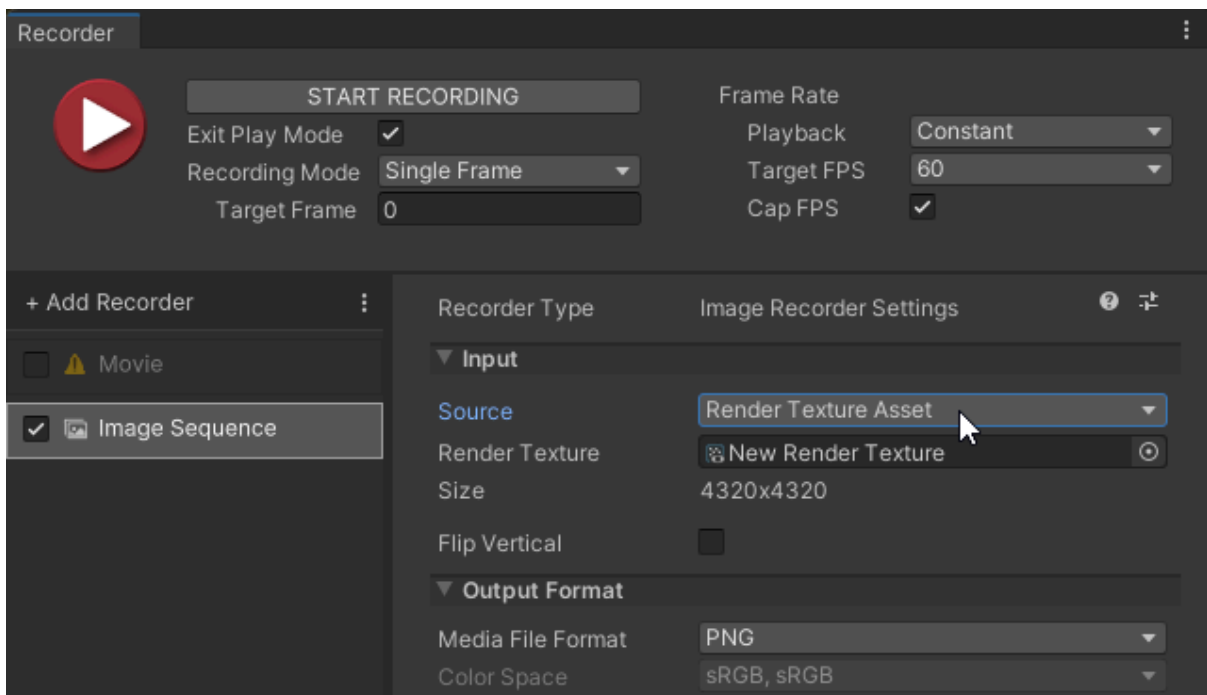 Recorder
START RECORDING
Exit Play Mode
Recording Mode Single Frame
Target Frame 0
Frame Rate
Playback Constant
Target FPS 60
Cap FPS
+ Add Recorder
Movie
Image Sequence
Recorder Type Image Recorder Settings
Input
Source Render Texture Asset
Render Texture New Render Texture
Size 4320x4320
Flip Vertical
Output Format
Media File Format PNG
Color Space sRGB, sRGB